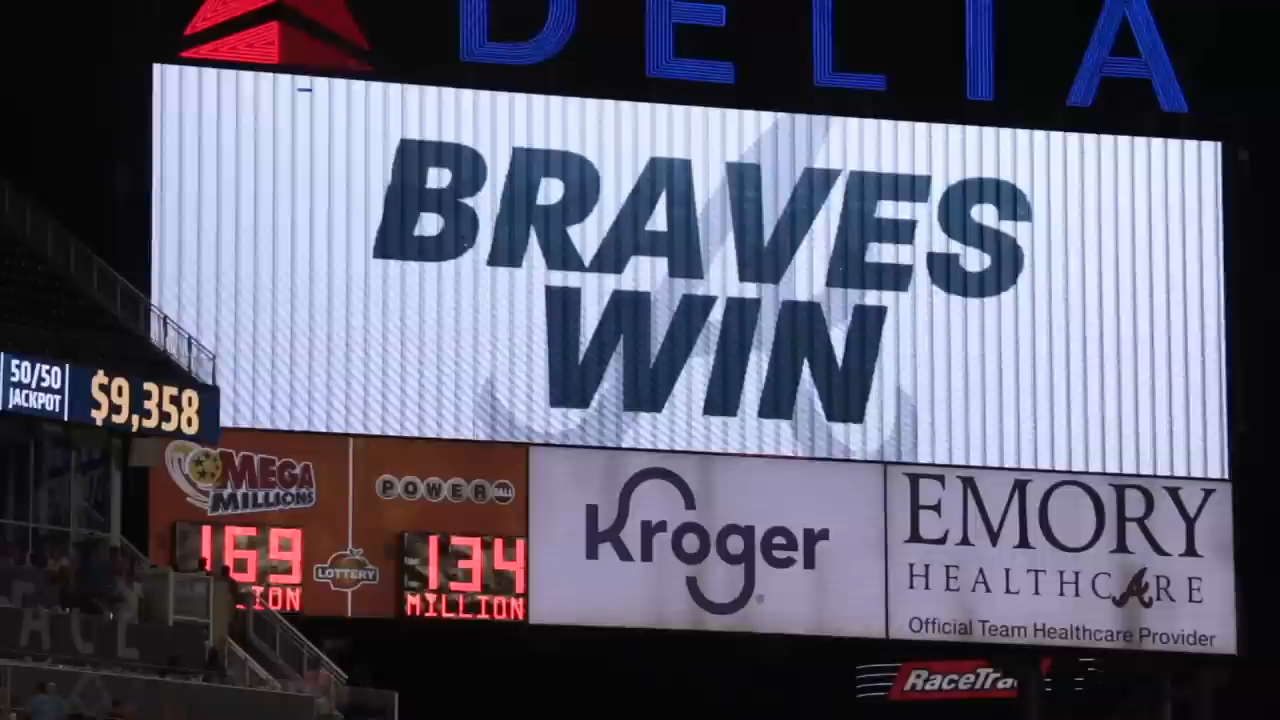 DELTA
BRAVES
WIN
50/50
JACKPOT
$9,358
MEGA
MILLIONS
169
POWERBALL
134
MILLION
LOTTERY
Kroger
EMORY
HEALTHCARE
Official Team Healthcare Provider